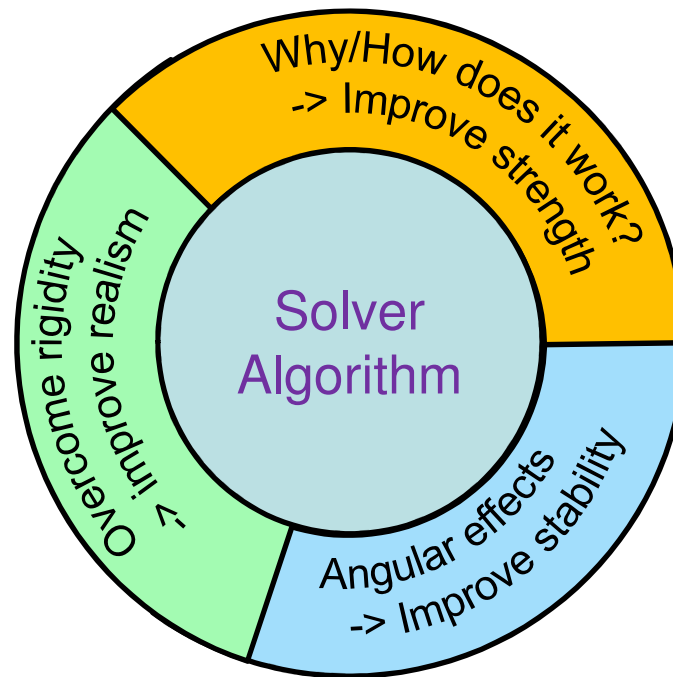 Why/How does it work?
-> Improve strength
Solver
Algorithm
Overcome rigidity
-> improve realism
Angular effects
-> Improve stability